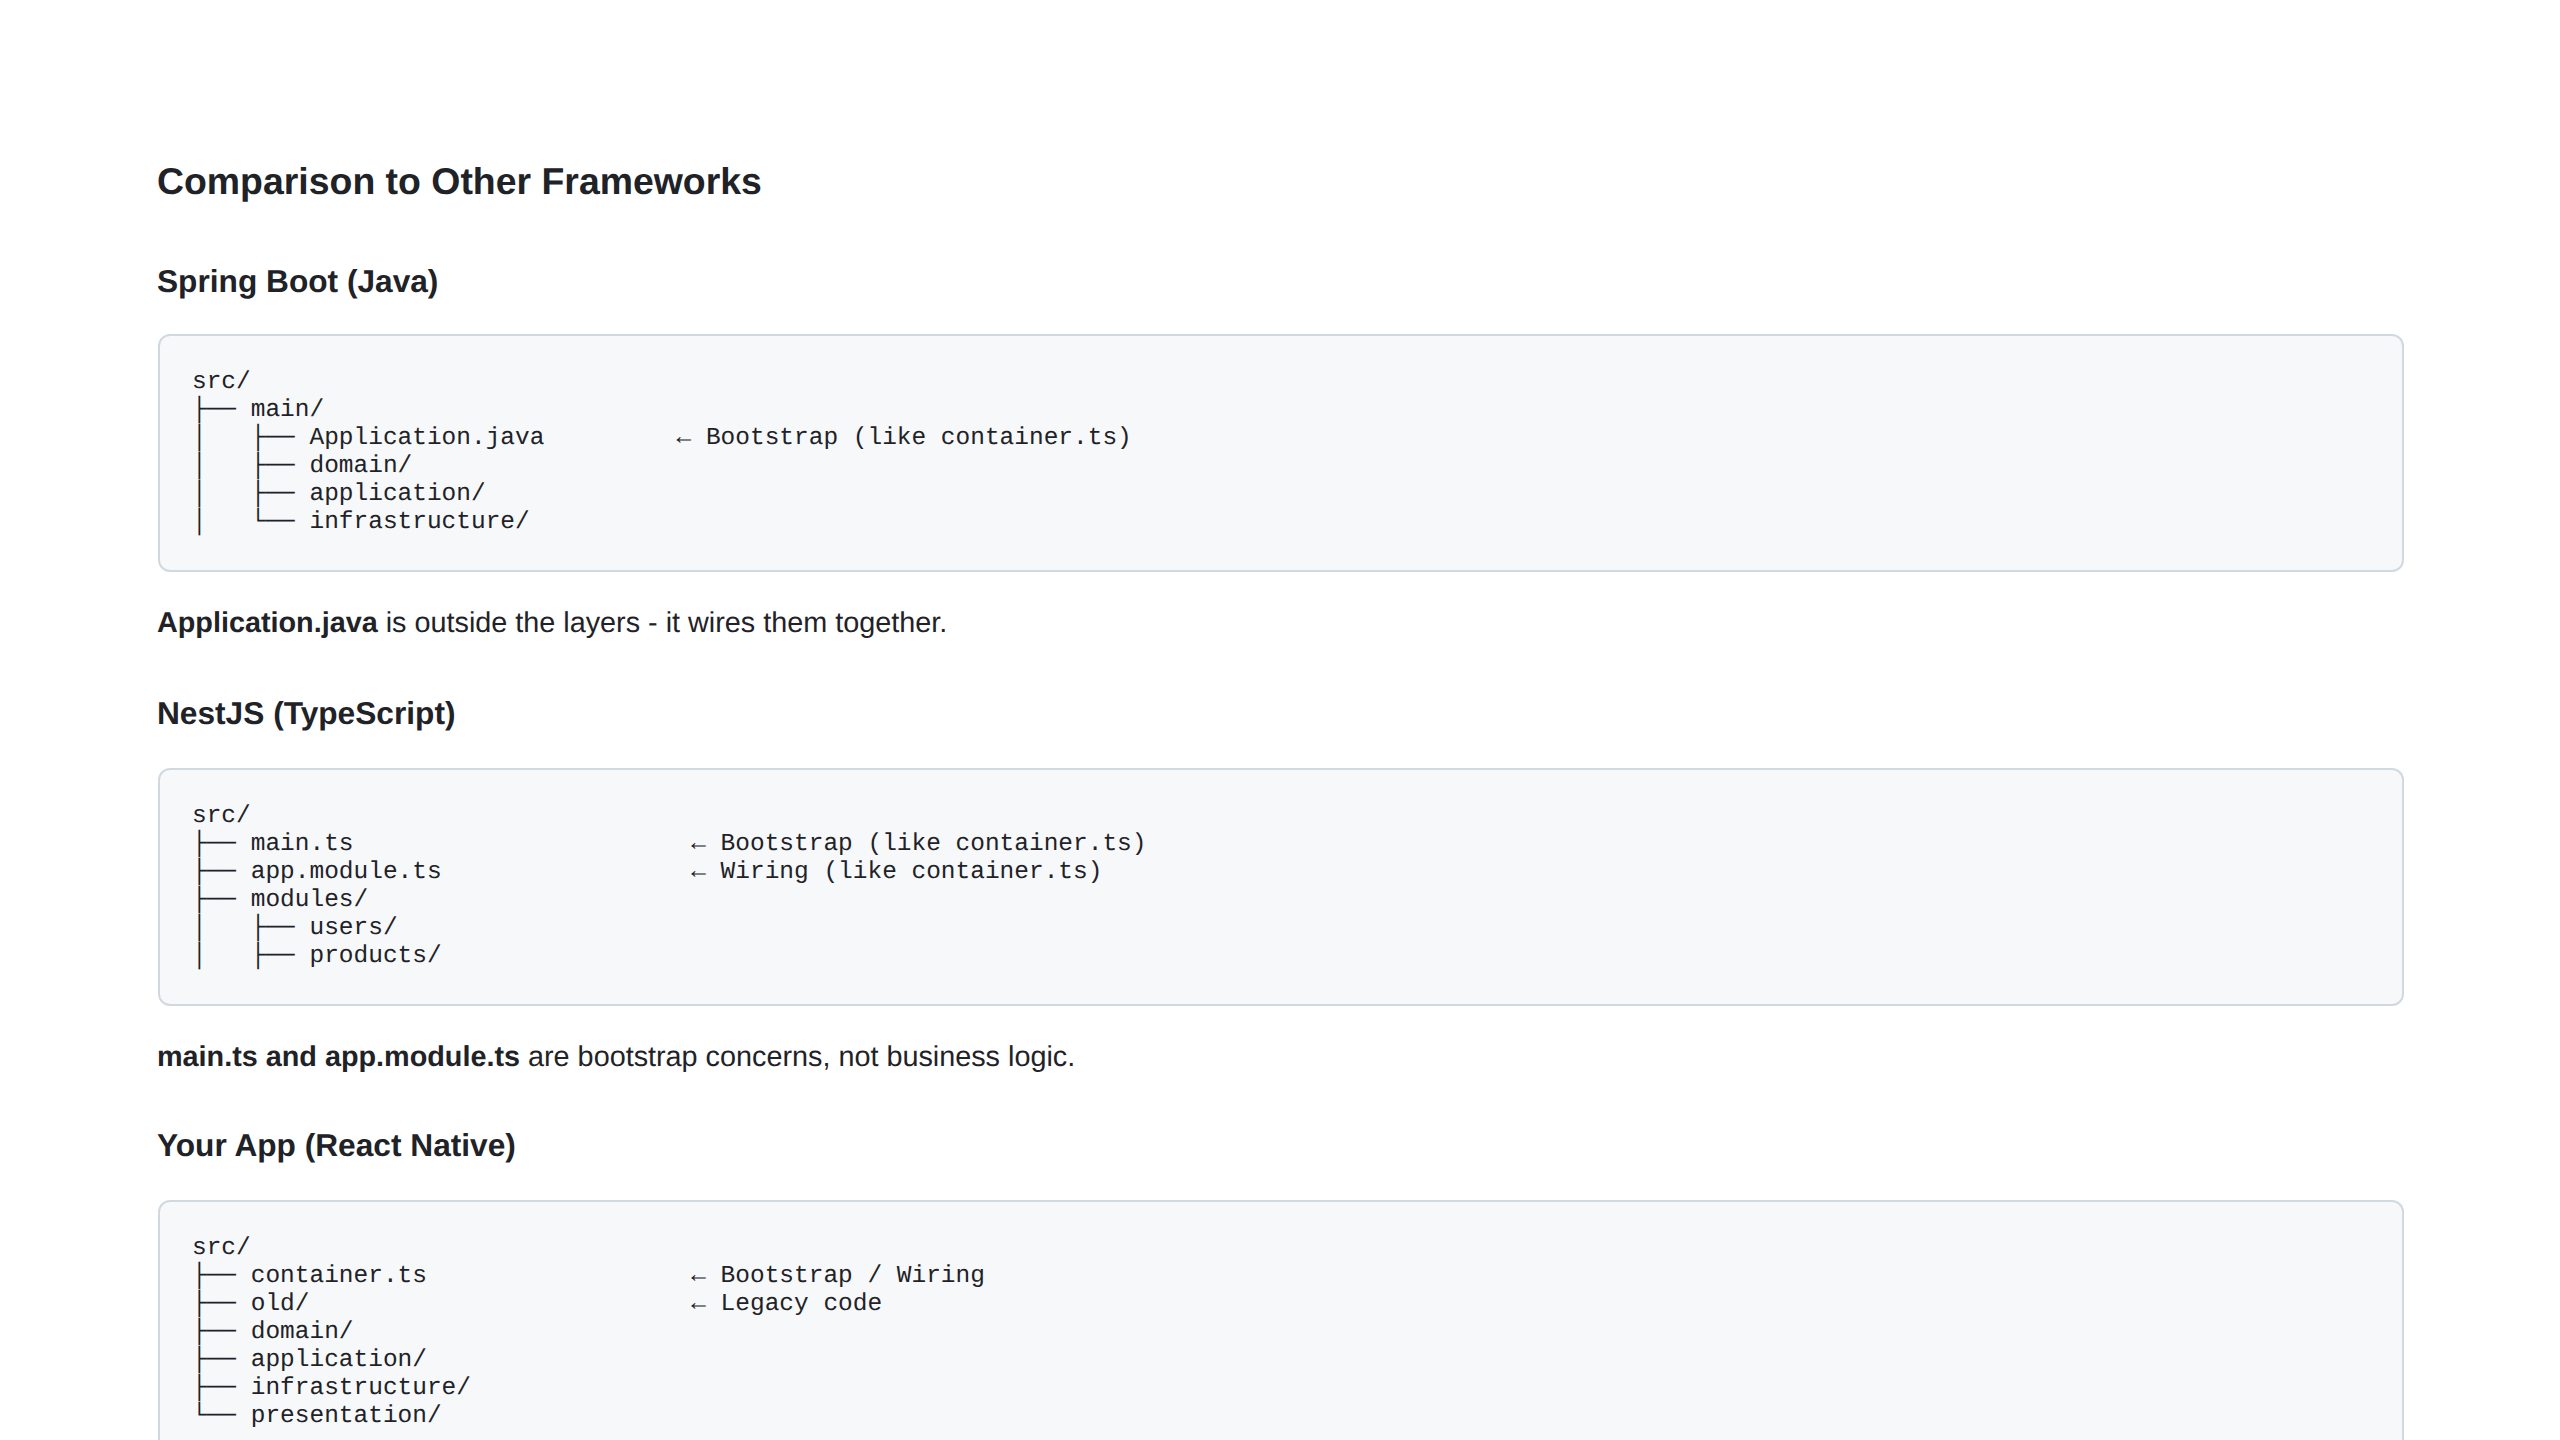 Comparison to Other Frameworks
Spring Boot (Java)
src/
├── main/
│   ├── Application.java         ← Bootstrap (like container.ts)
│   ├── domain/
│   ├── application/
│   └── infrastructure/
Application.java is outside the layers - it wires them together.
NestJS (TypeScript)
src/
├── main.ts                       ← Bootstrap (like container.ts)
├── app.module.ts                 ← Wiring (like container.ts)
├── modules/
│   ├── users/
│   ├── products/
main.ts and app.module.ts are bootstrap concerns, not business logic.
Your App (React Native)
src/
├── container.ts                  ← Bootstrap / Wiring
├── old/                          ← Legacy code
├── domain/
├── application/
├── infrastructure/
└── presentation/